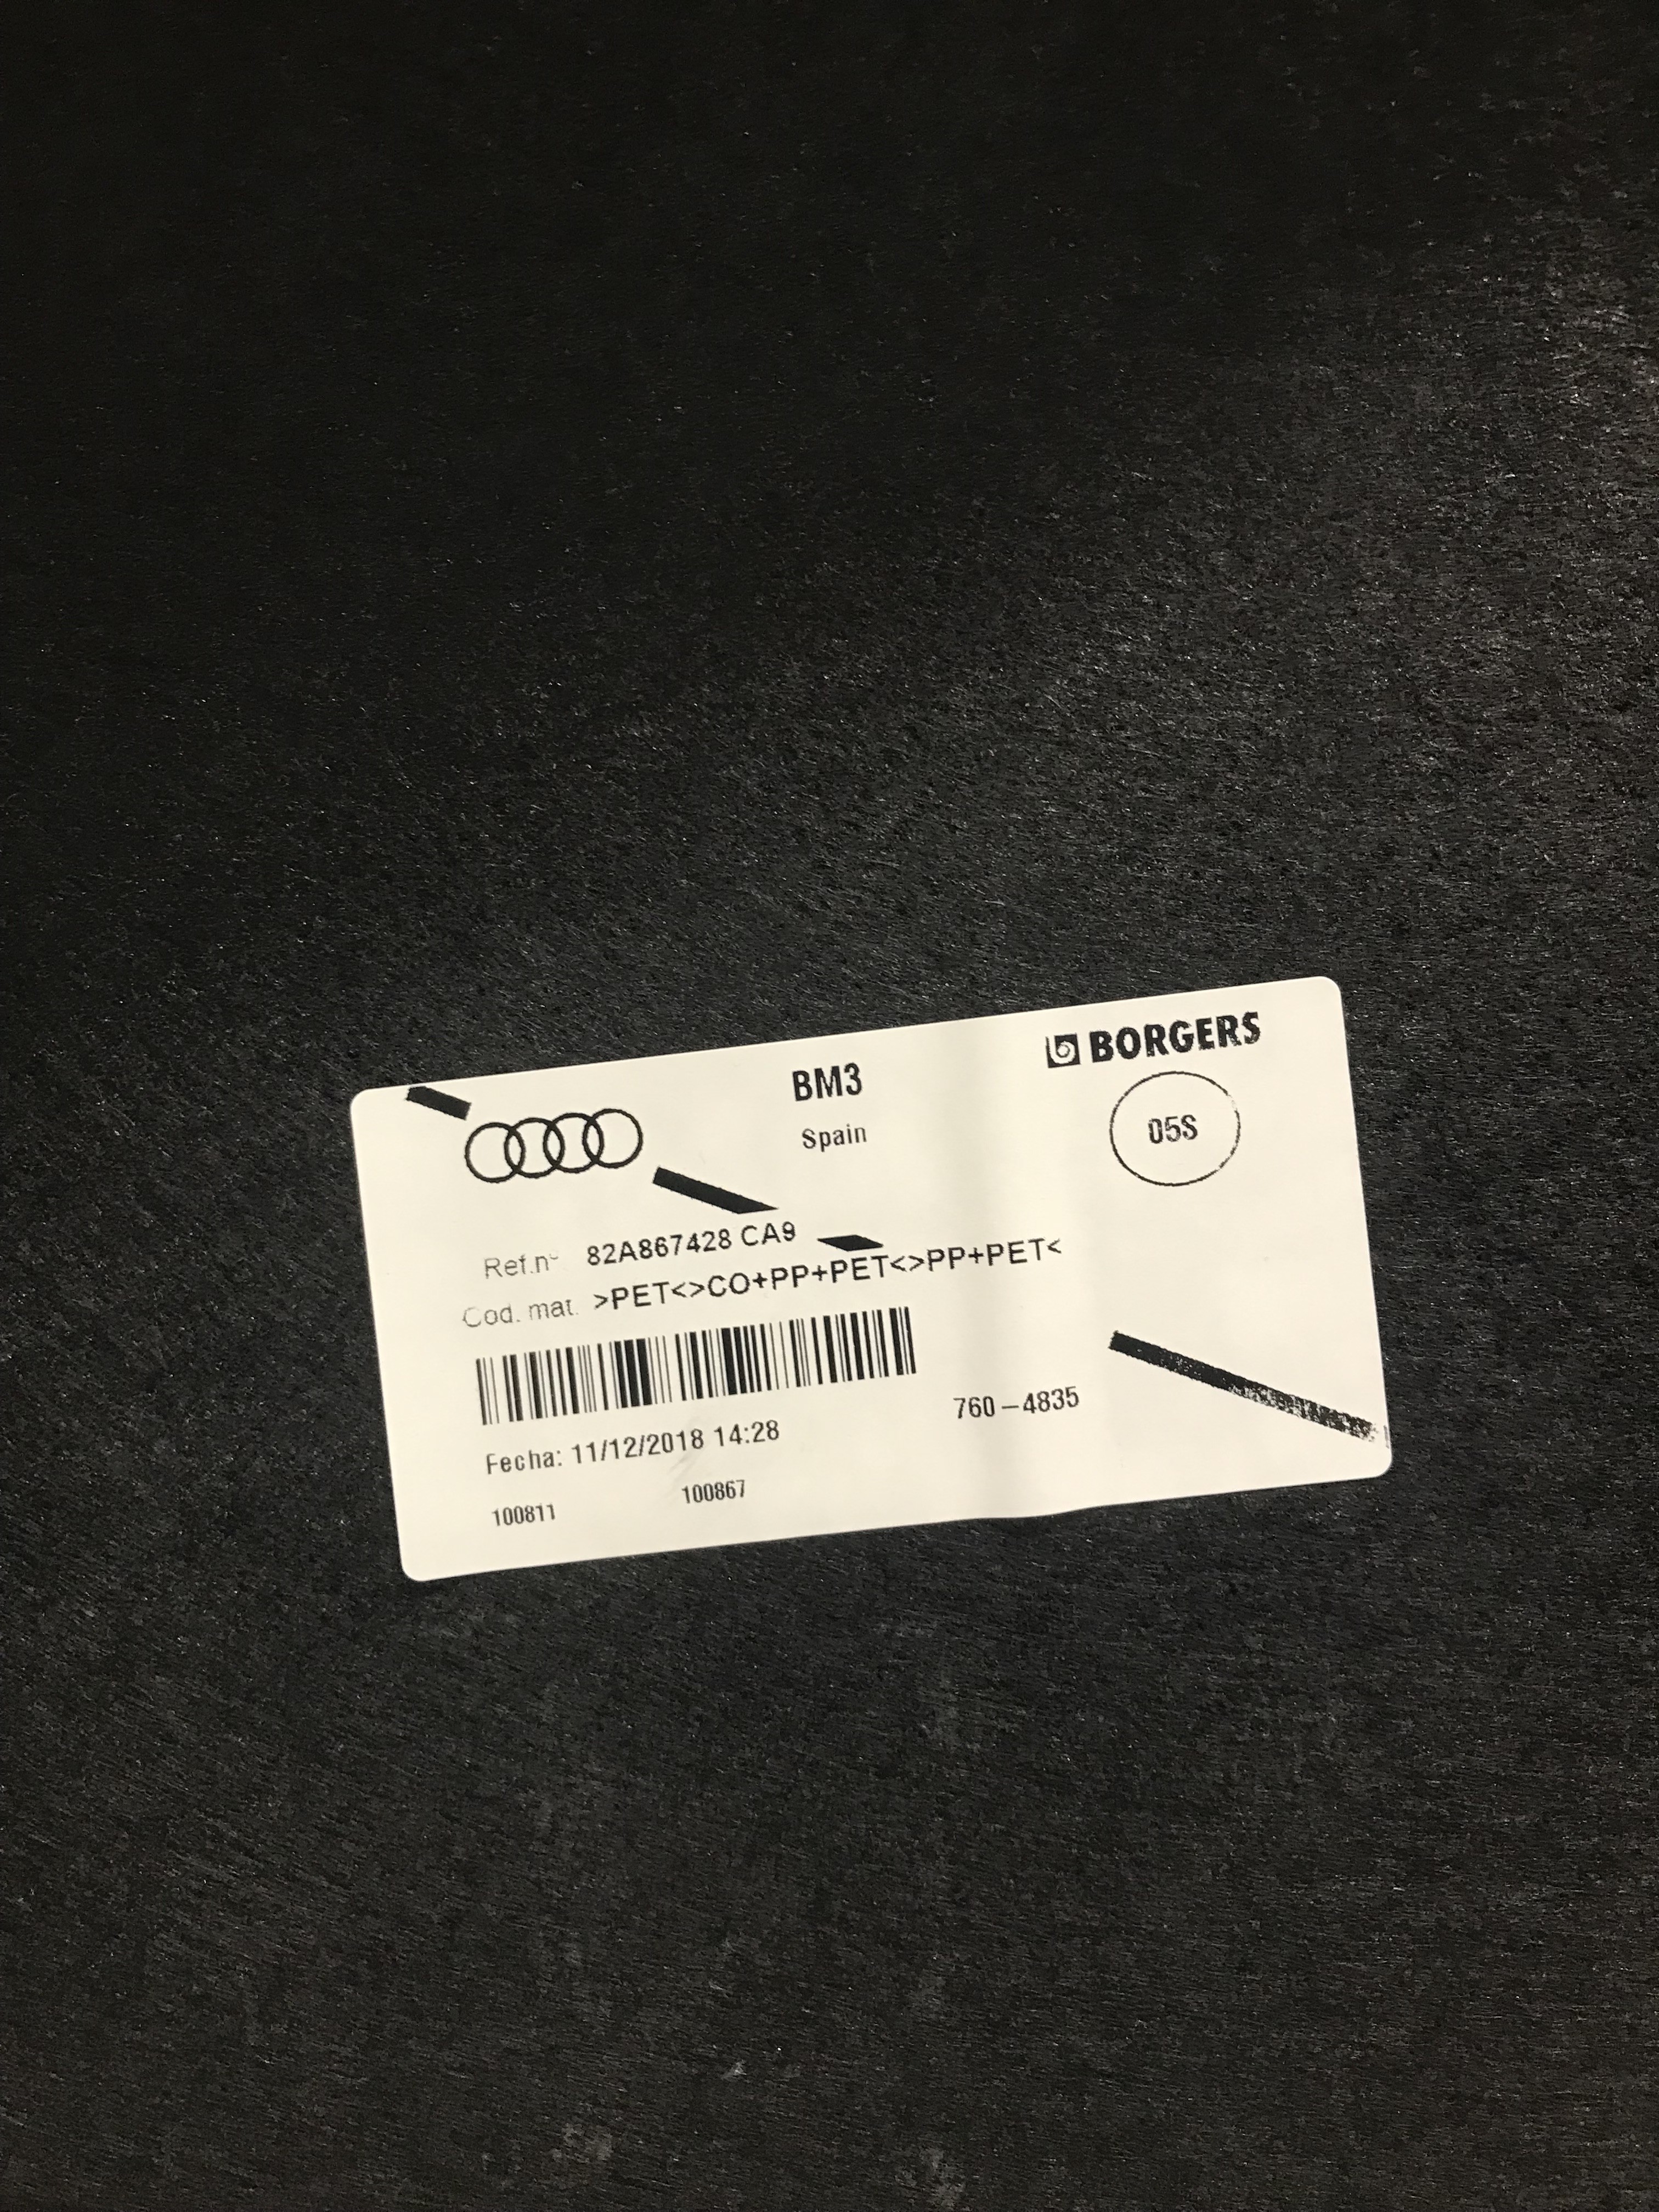 BM3
BORGERS
Spain
05S
Ref.nº 82A867428 CA9
Cod. mat. >PET<>CO+PP+PET<>PP+PET<
760-4835
Fecha: 11/12/2018 14:28
100811 100867